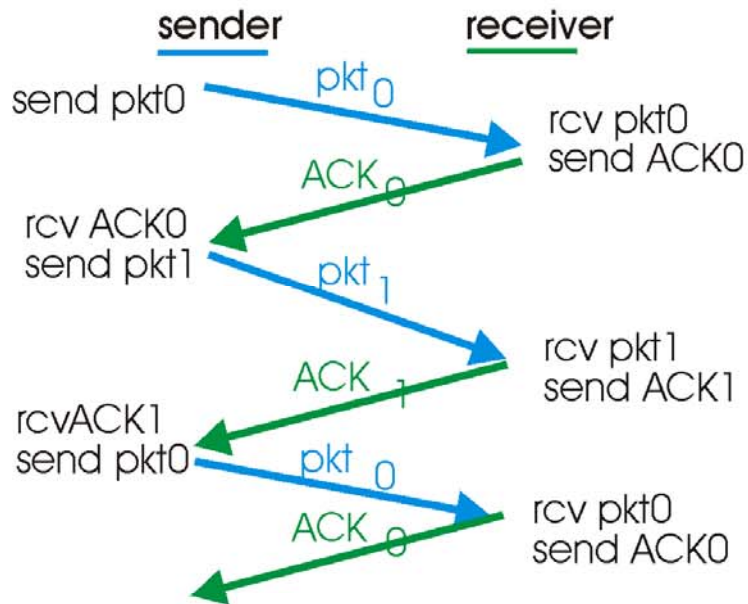 sender receiver
send pkt0
pkt0
rcv pkt0
send ACK0
ACK0
rcv ACK0
send pkt1
pkt1
rcv pkt1
send ACK1
ACK1
rcvACK1
send pkt0
pkt0
rcv pkt0
send ACK0
ACK0